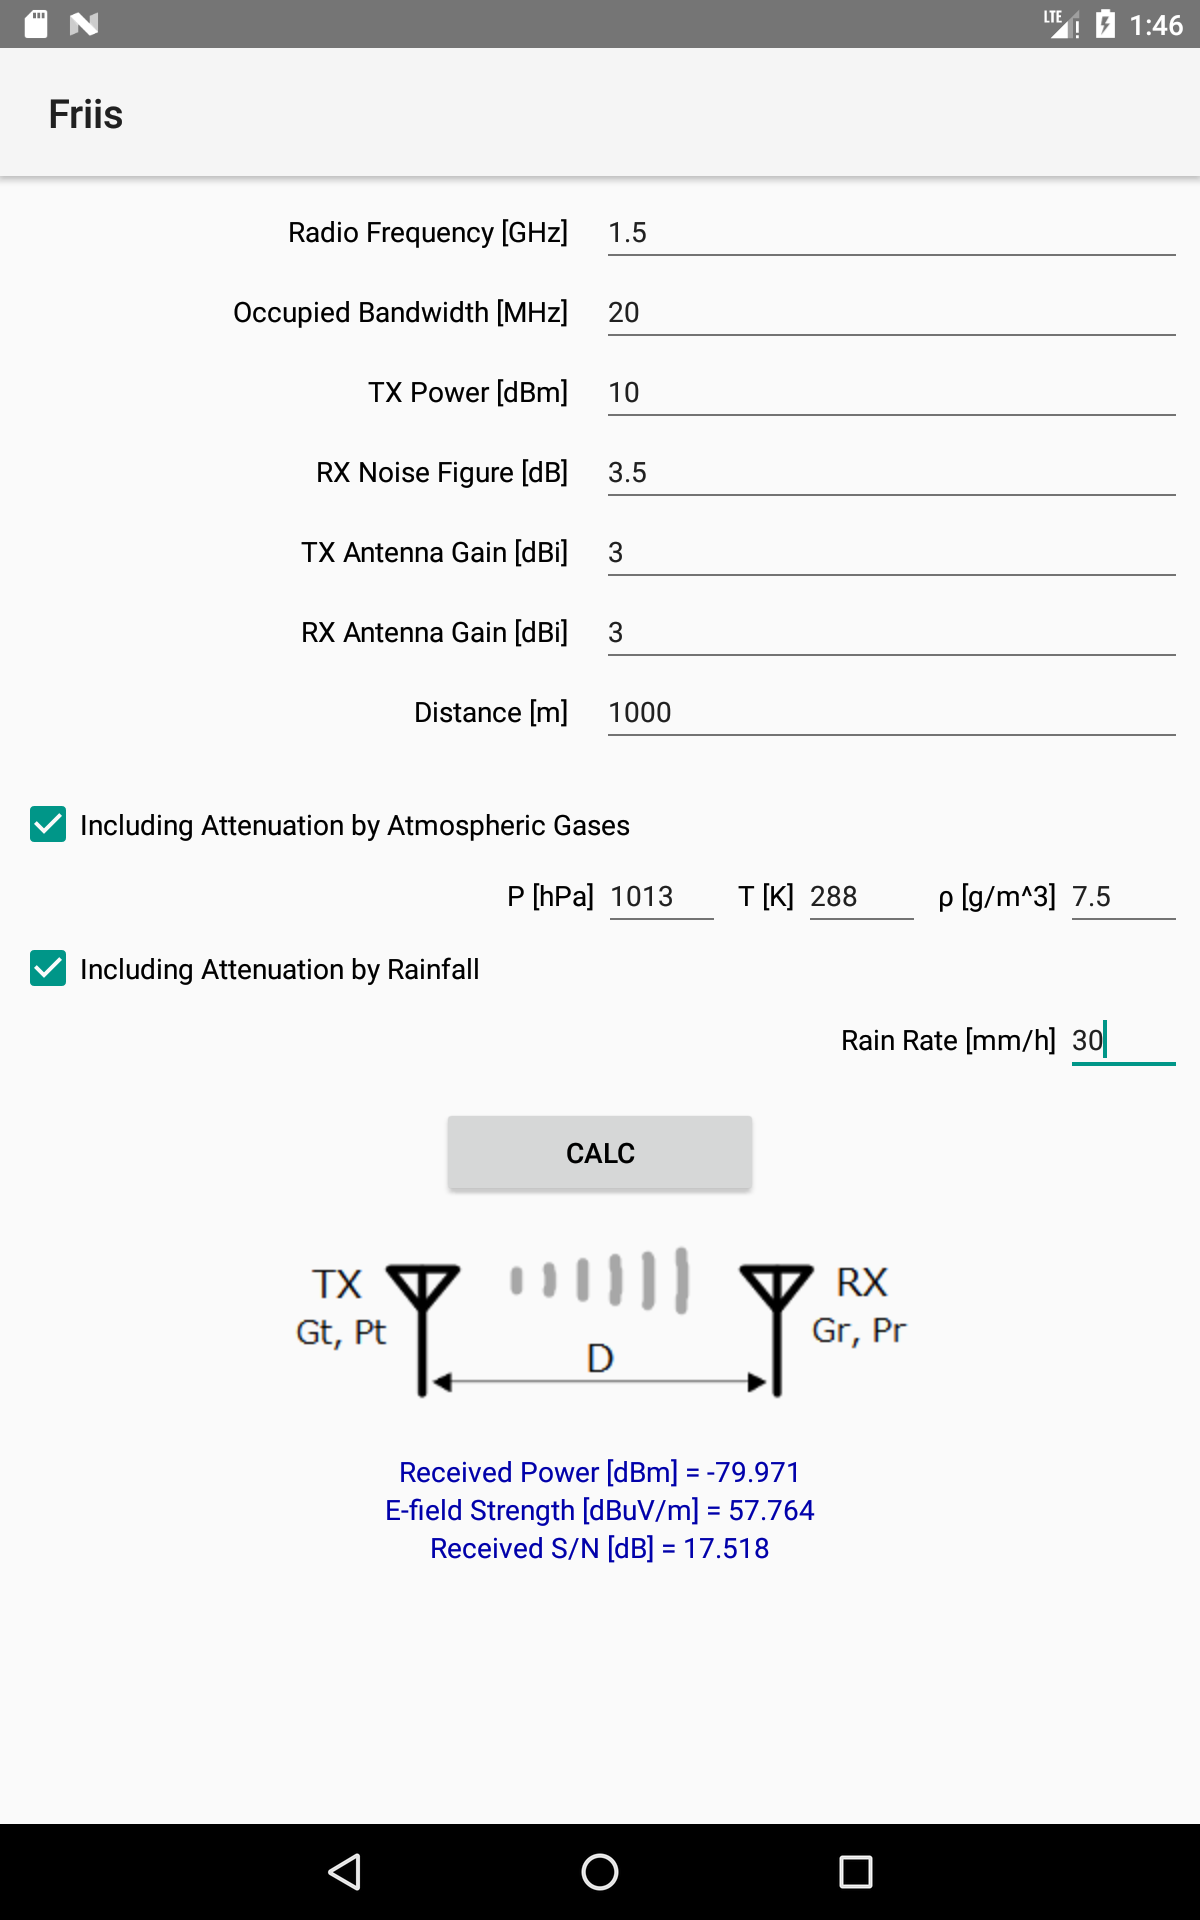 LTE 1:46
Friis
Radio Frequency [GHz] 1.5
Occupied Bandwidth [MHz] 20
TX Power [dBm] 10
RX Noise Figure [dB] 3.5
TX Antenna Gain [dBi] 3
RX Antenna Gain [dBi] 3
Distance [m] 1000
Including Attenuation by Atmospheric Gases
P [hPa] 1013 T [K] 288 ρ [g/m^3] 7.5
Including Attenuation by Rainfall
Rain Rate [mm/h] 30
CALC
TX RX
Gt, Pt Gr, Pr
D
Received Power [dBm] = -79.971
E-field Strength [dBuV/m] = 57.764
Received S/N [dB] = 17.518